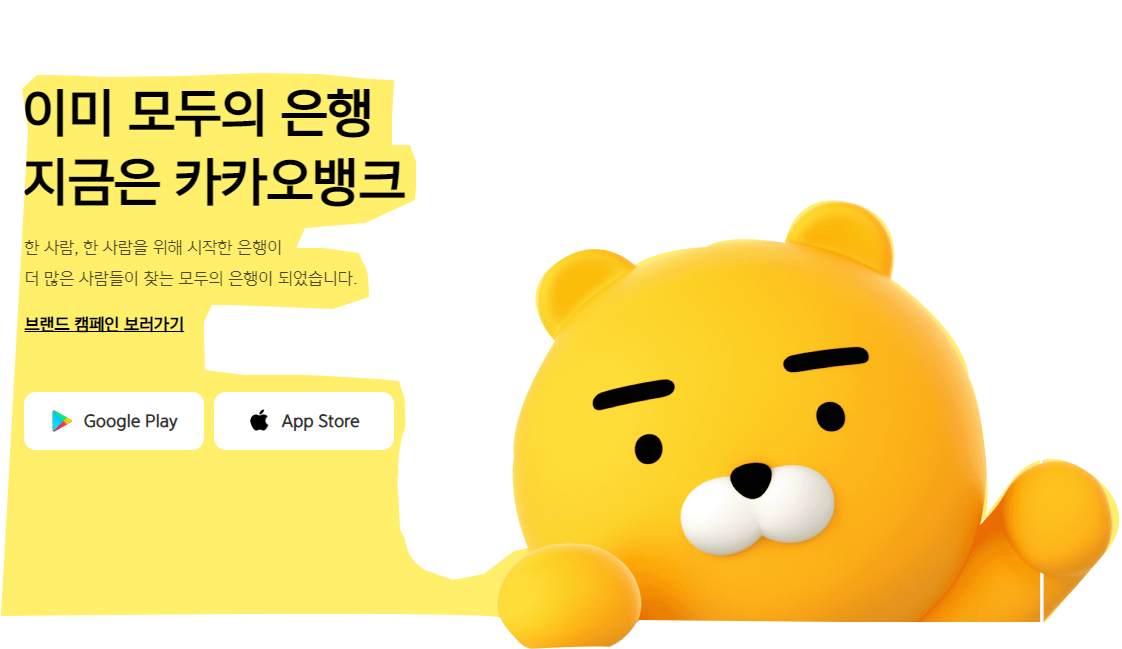 이미 모두의 은행
지금은 카카오뱅크
한 사람, 한 사람을 위해 시작한 은행이
더 많은 사람들이 찾는 모두의 은행이 되었습니다.
브랜드 캠페인 보러가기
Google Play
App Store